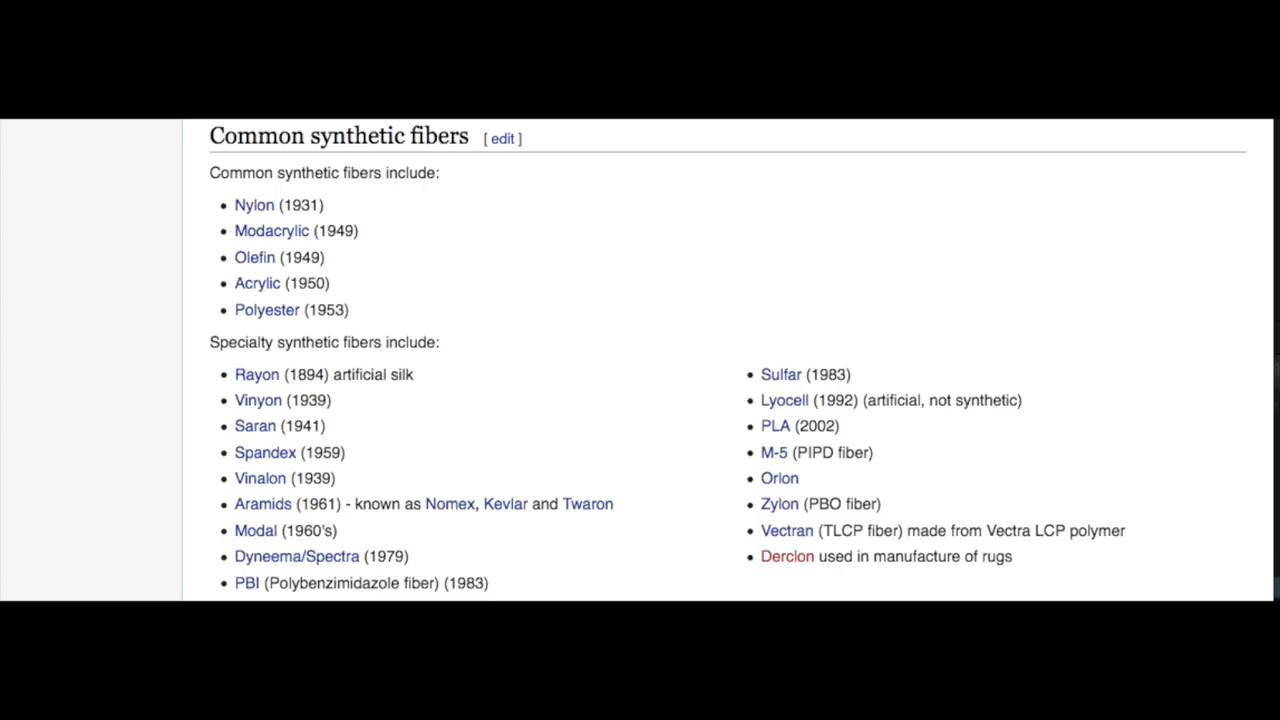 Common synthetic fibers [ edit ]
Common synthetic fibers include:
• Nylon (1931)
• Modacrylic (1949)
• Olefin (1949)
• Acrylic (1950)
• Polyester (1953)
Specialty synthetic fibers include:
• Rayon (1894) artificial silk
• Vinyon (1939)
• Saran (1941)
• Spandex (1959)
• Vinalon (1939)
• Aramids (1961) - known as Nomex, Kevlar and Twaron
• Modal (1960's)
• Dyneema/Spectra (1979)
• PBI (Polybenzimidazole fiber) (1983)
• Sulfar (1983)
• Lyocell (1992) (artificial, not synthetic)
• PLA (2002)
• M-5 (PIPD fiber)
• Orlon
• Zylon (PBO fiber)
• Vectran (TLCP fiber) made from Vectra LCP polymer
• Derclon used in manufacture of rugs